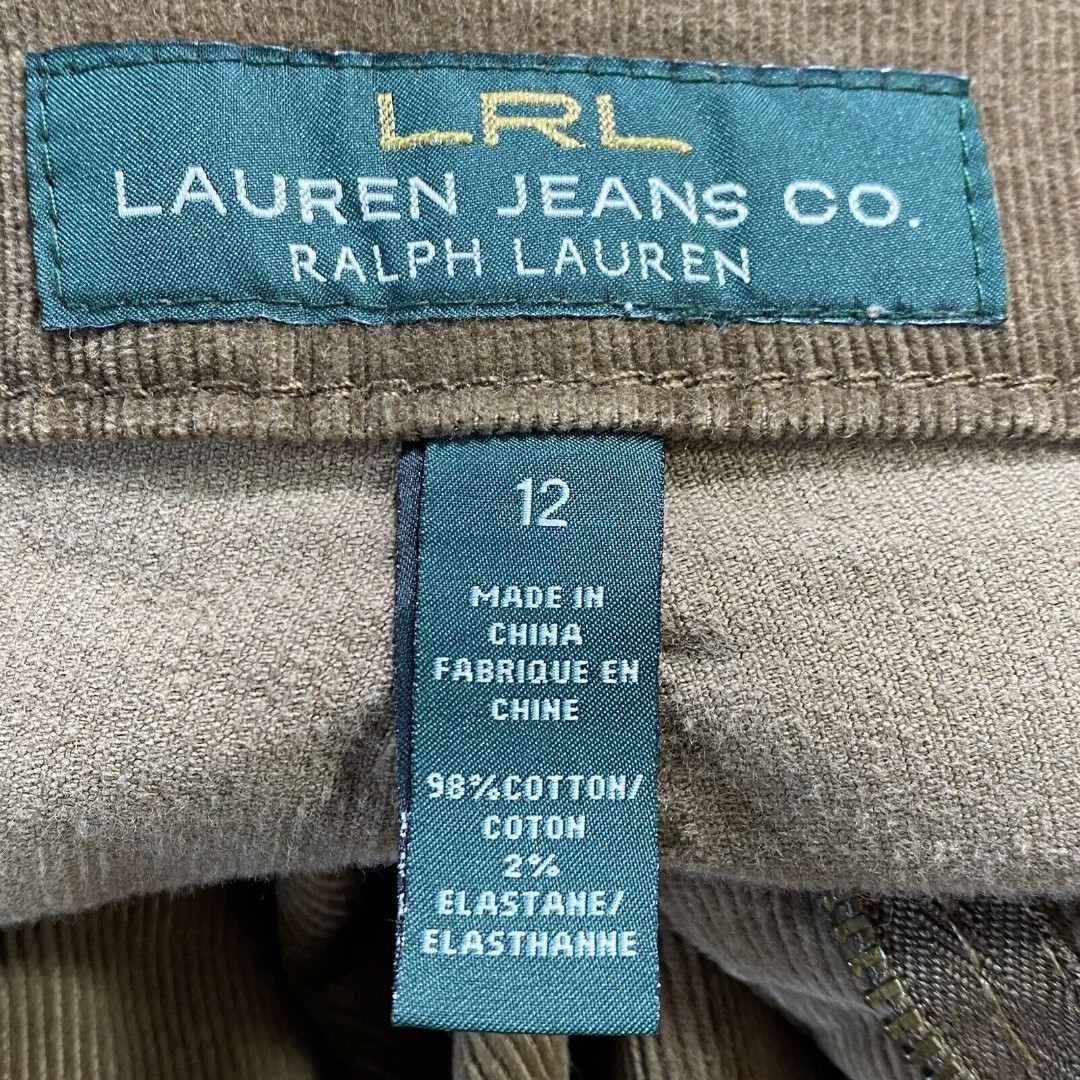 LRL
LAUREN JEANS CO.
RALPH LAUREN
12
MADE IN
CHINA
FABRIQUE EN
CHINE
98% COTTON/
COTON
2%
ELASTANE/
ELASTHANNE